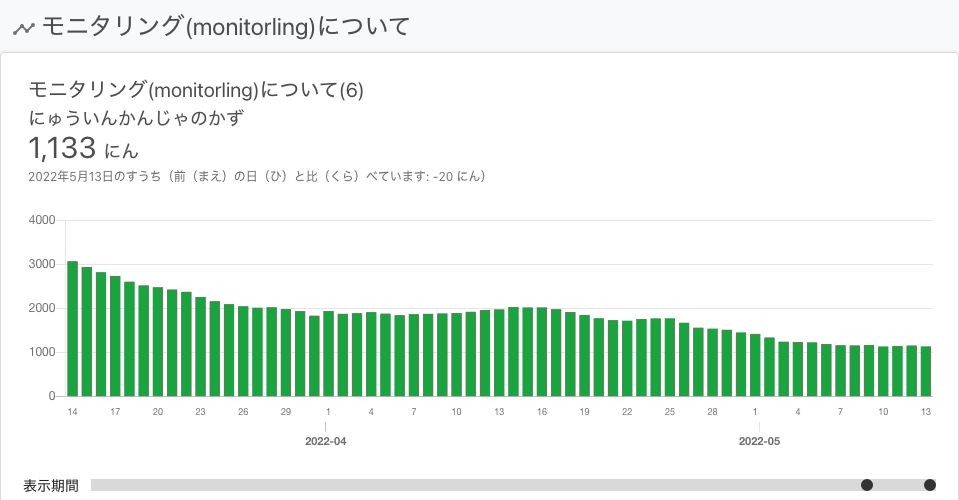 モニタリング(monitorling)について
モニタリング(monitorling)について(6)
にゅういんかんじゃのかず
1,133 にん
2022年5月13日のすうち（前（まえ）の日（ひ）と比（くら）べています: -20 にん）
4000
3000
2000
1000
0
14 17 20 23 26 29 1 4 7 10 13 16 19 22 25 28 1 4 7 10 13
2022-04 2022-05
表示期間